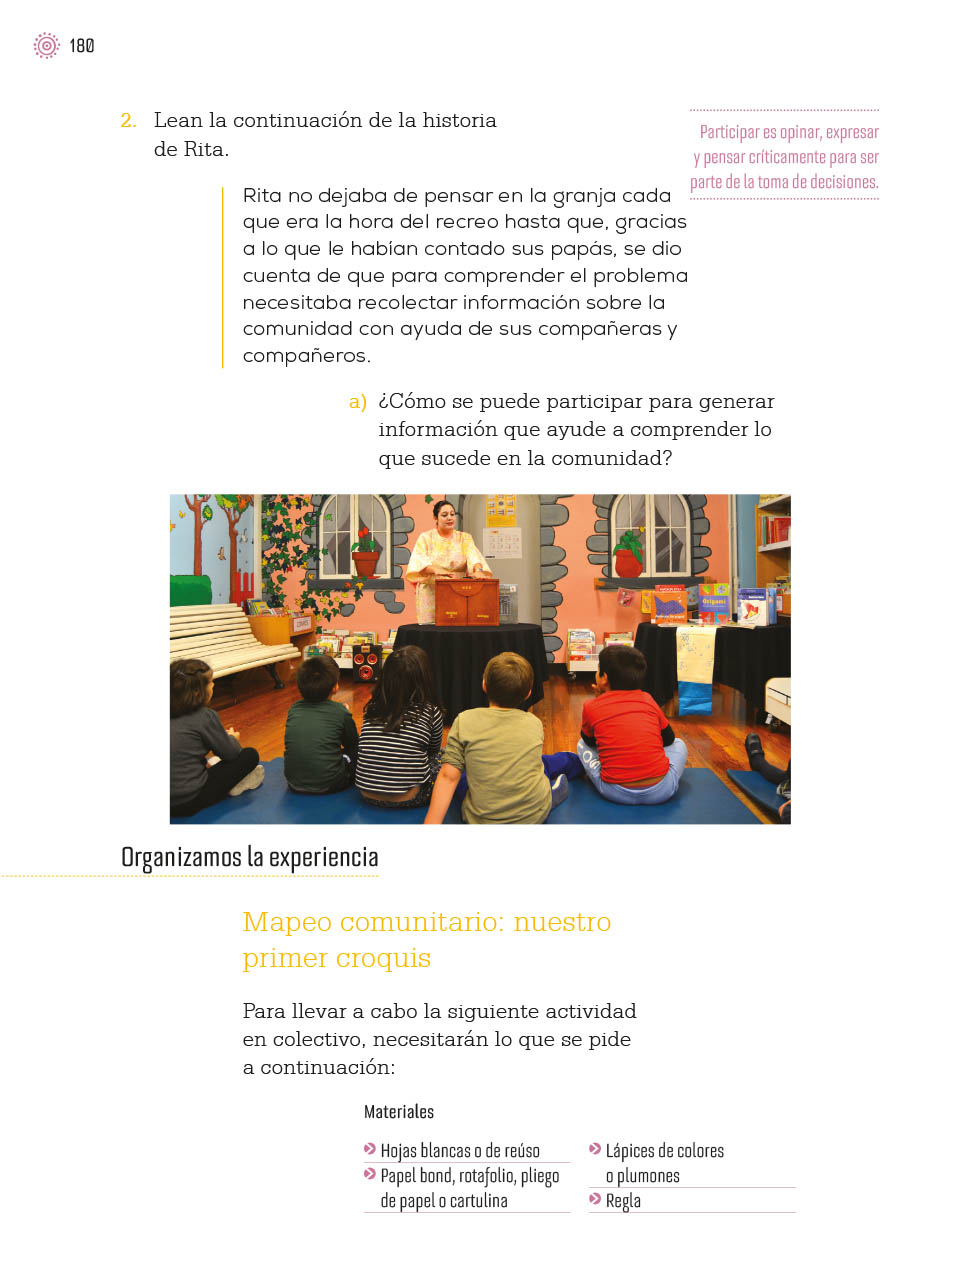 180
2. Lean la continuación de la historia
de Rita.
Participar es opinar, expresar
y pensar críticamente para ser
parte de la toma de decisiones.
Rita no dejaba de pensar en la granja cada
que era la hora del recreo hasta que, gracias
a lo que le habían contado sus papás, se dio
cuenta de que para comprender el problema
necesitaba recolectar información sobre la
comunidad con ayuda de sus compañeras y
compañeros.
a) ¿Cómo se puede participar para generar
información que ayude a comprender lo
que sucede en la comunidad?
Origami
Organizamos la experiencia
Mapeo comunitario: nuestro
primer croquis
Para llevar a cabo la siguiente actividad
en colectivo, necesitarán lo que se pide
a continuación:
Materiales
Hojas blancas o de reúso
Papel bond, rotafolio, pliego
de papel o cartulina
Lápices de colores
o plumones
Regla